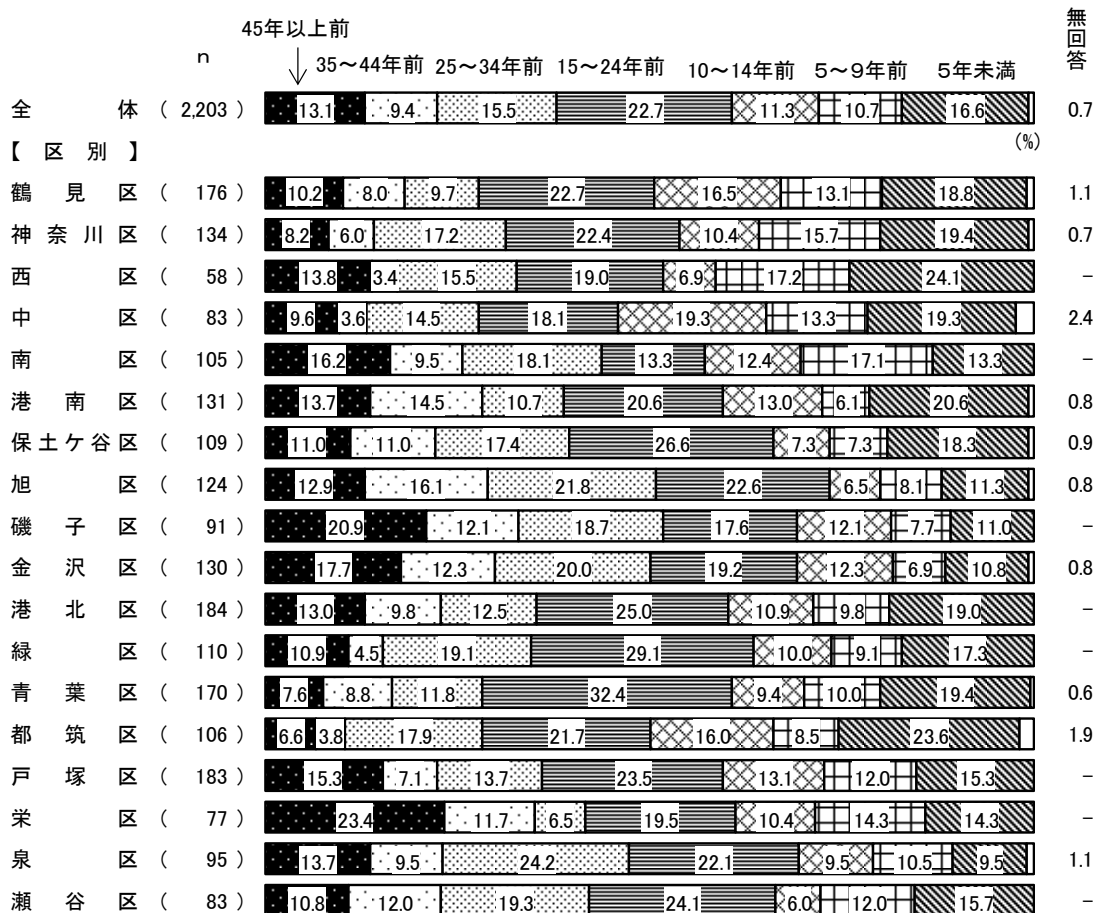 45年以上前
無回答
n
35～44年前 25～34年前 15～24年前 10～14年前 5～9年前 5年未満
全体 ( 2,203 ) 13.1 9.4 15.5 22.7 11.3 10.7 16.6 0.7
(%)
【区別】
鶴見区 ( 176 ) 10.2 8.0 9.7 22.7 16.5 13.1 18.8 1.1
神奈川区 ( 134 ) 8.2 6.0 17.2 22.4 10.4 15.7 19.4 0.7
西区 ( 58 ) 13.8 3.4 15.5 19.0 6.9 17.2 24.1 –
中区 ( 83 ) 9.6 3.6 14.5 18.1 19.3 13.3 19.3 2.4
南区 ( 105 ) 16.2 9.5 18.1 13.3 12.4 17.1 13.3 –
港南区 ( 131 ) 13.7 14.5 10.7 20.6 13.0 6.1 20.6 0.8
保土ケ谷区 ( 109 ) 11.0 11.0 17.4 26.6 7.3 7.3 18.3 0.9
旭区 ( 124 ) 12.9 16.1 21.8 22.6 6.5 8.1 11.3 0.8
磯子区 ( 91 ) 20.9 12.1 18.7 17.6 12.1 7.7 11.0 –
金沢区 ( 130 ) 17.7 12.3 20.0 19.2 12.3 6.9 10.8 0.8
港北区 ( 184 ) 13.0 9.8 12.5 25.0 10.9 9.8 19.0 –
緑区 ( 110 ) 10.9 4.5 19.1 29.1 10.0 9.1 17.3 –
青葉区 ( 170 ) 7.6 8.8 11.8 32.4 9.4 10.0 19.4 0.6
都筑区 ( 106 ) 6.6 3.8 17.9 21.7 16.0 8.5 23.6 1.9
戸塚区 ( 183 ) 15.3 7.1 13.7 23.5 13.1 12.0 15.3 –
栄区 ( 77 ) 23.4 11.7 6.5 19.5 10.4 14.3 14.3 –
泉区 ( 95 ) 13.7 9.5 24.2 22.1 9.5 10.5 9.5 1.1
瀬谷区 ( 83 ) 10.8 12.0 19.3 24.1 6.0 12.0 15.7 –